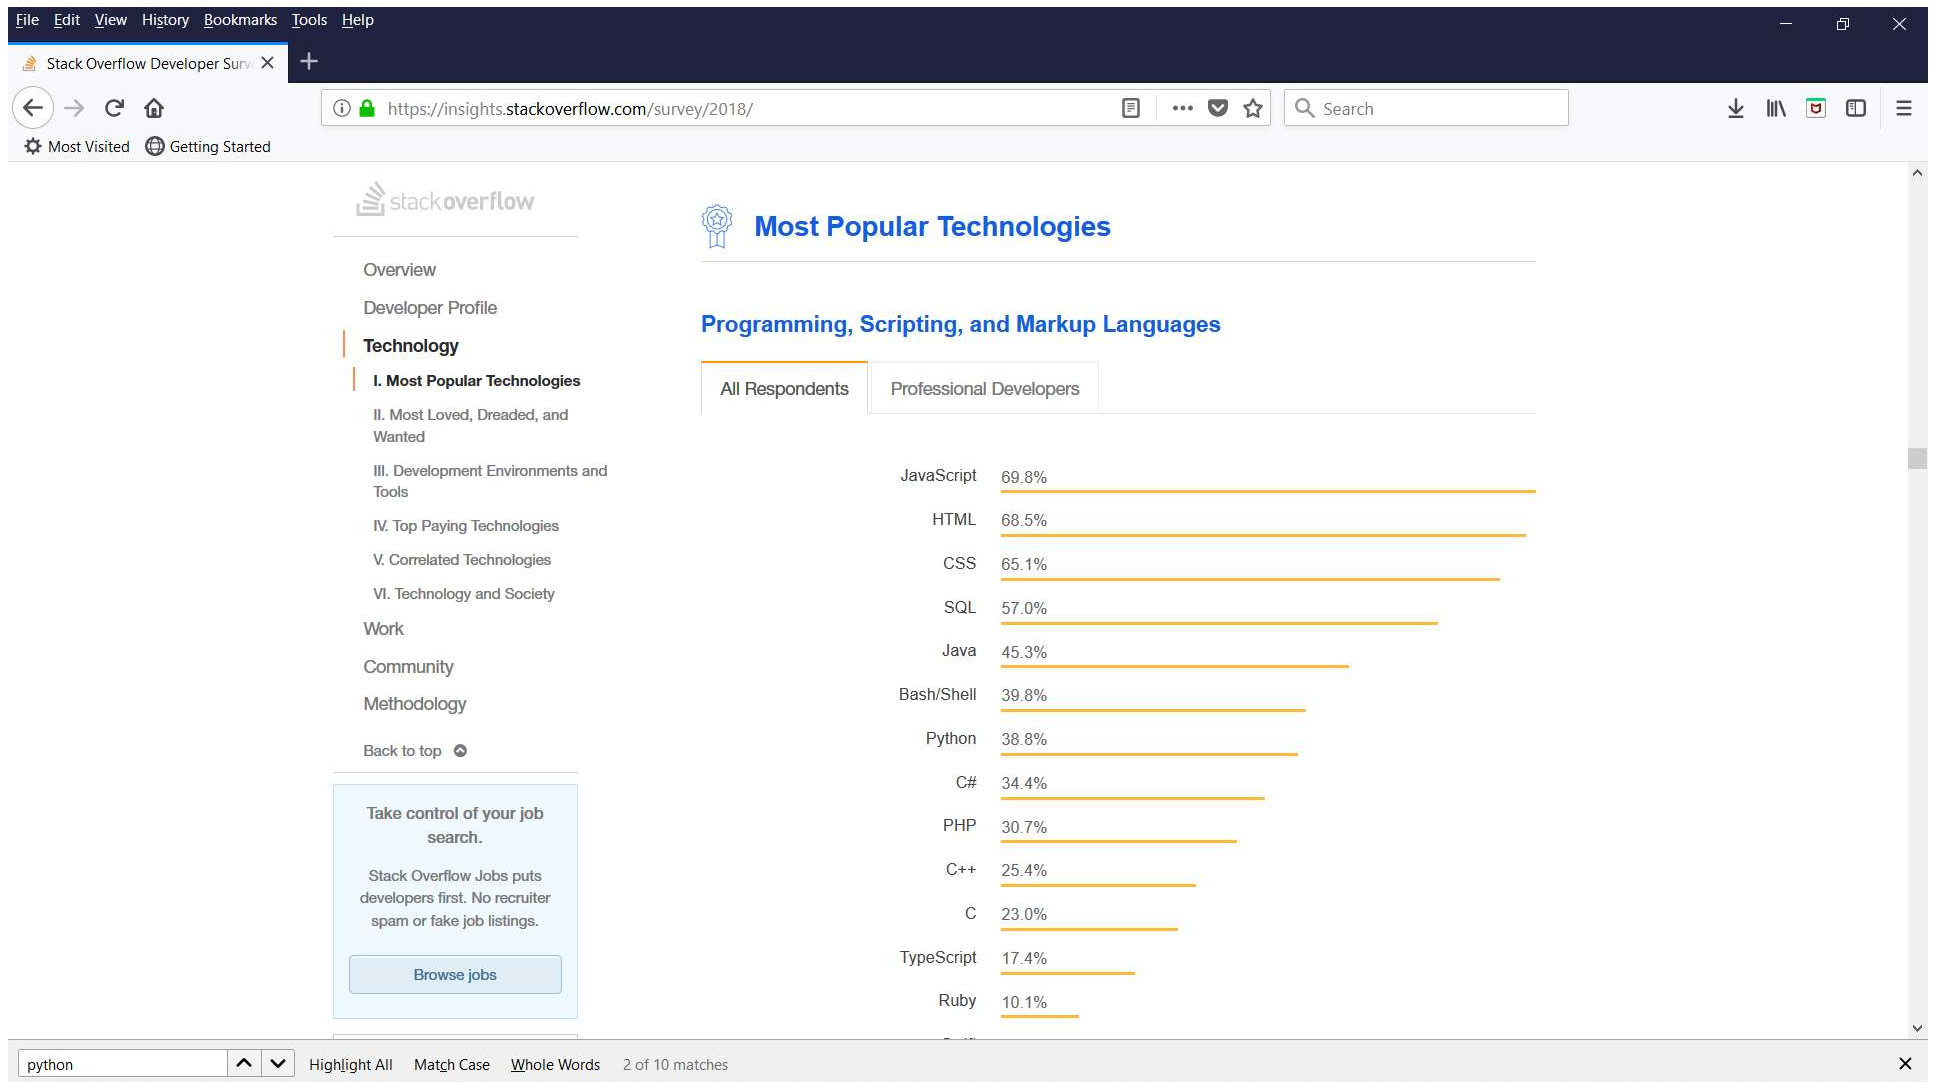 File Edit View History Bookmarks Tools Help
Stack Overflow Developer Surv
https://insights.stackoverflow.com/survey/2018/
Search
Most Visited Getting Started
stackoverflow
Overview
Developer Profile
Technology
I. Most Popular Technologies
II. Most Loved, Dreaded, and
Wanted
III. Development Environments and
Tools
IV. Top Paying Technologies
V. Correlated Technologies
VI. Technology and Society
Work
Community
Methodology
Back to top
Take control of your job
search.
Stack Overflow Jobs puts
developers first. No recruiter
spam or fake job listings.
Browse jobs
Most Popular Technologies
Programming, Scripting, and Markup Languages
All Respondents Professional Developers
JavaScript 69.8%
HTML 68.5%
CSS 65.1%
SQL 57.0%
Java 45.3%
Bash/Shell 39.8%
Python 38.8%
C# 34.4%
PHP 30.7%
C++ 25.4%
C 23.0%
TypeScript 17.4%
Ruby 10.1%
python Highlight All Match Case Whole Words 2 of 10 matches